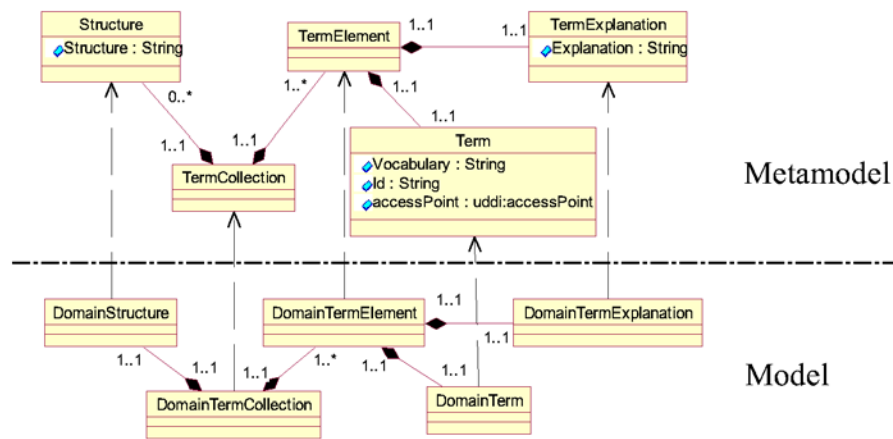 Structure
Structure : String
TermElement
1..1
1..1
TermExplanation
Explanation : String
0..*
1..*
1..1
1..1
1..1
1..1
TermCollection
Term
Vocabulary : String
Id : String
accessPoint : uddi:accessPoint
Metamodel
DomainStructure
DomainTermElement
1..1
1..1
DomainTermExplanation
1..1
1..1
1..1
1..*
1..1
1..1
DomainTermCollection
DomainTerm
Model